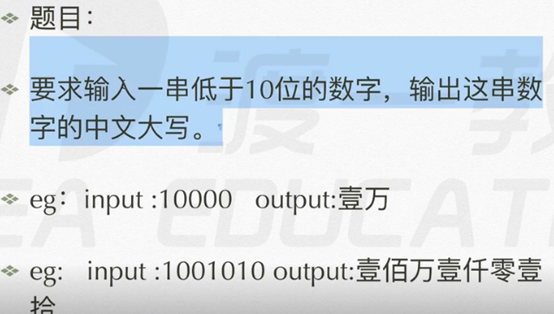 题目：
要求输入一串低于10位的数字，输出这串数
字的中文大写。
eg： input :10000 output:壹万
eg: input :1001010 output:壹佰万壹仟零壹
拾